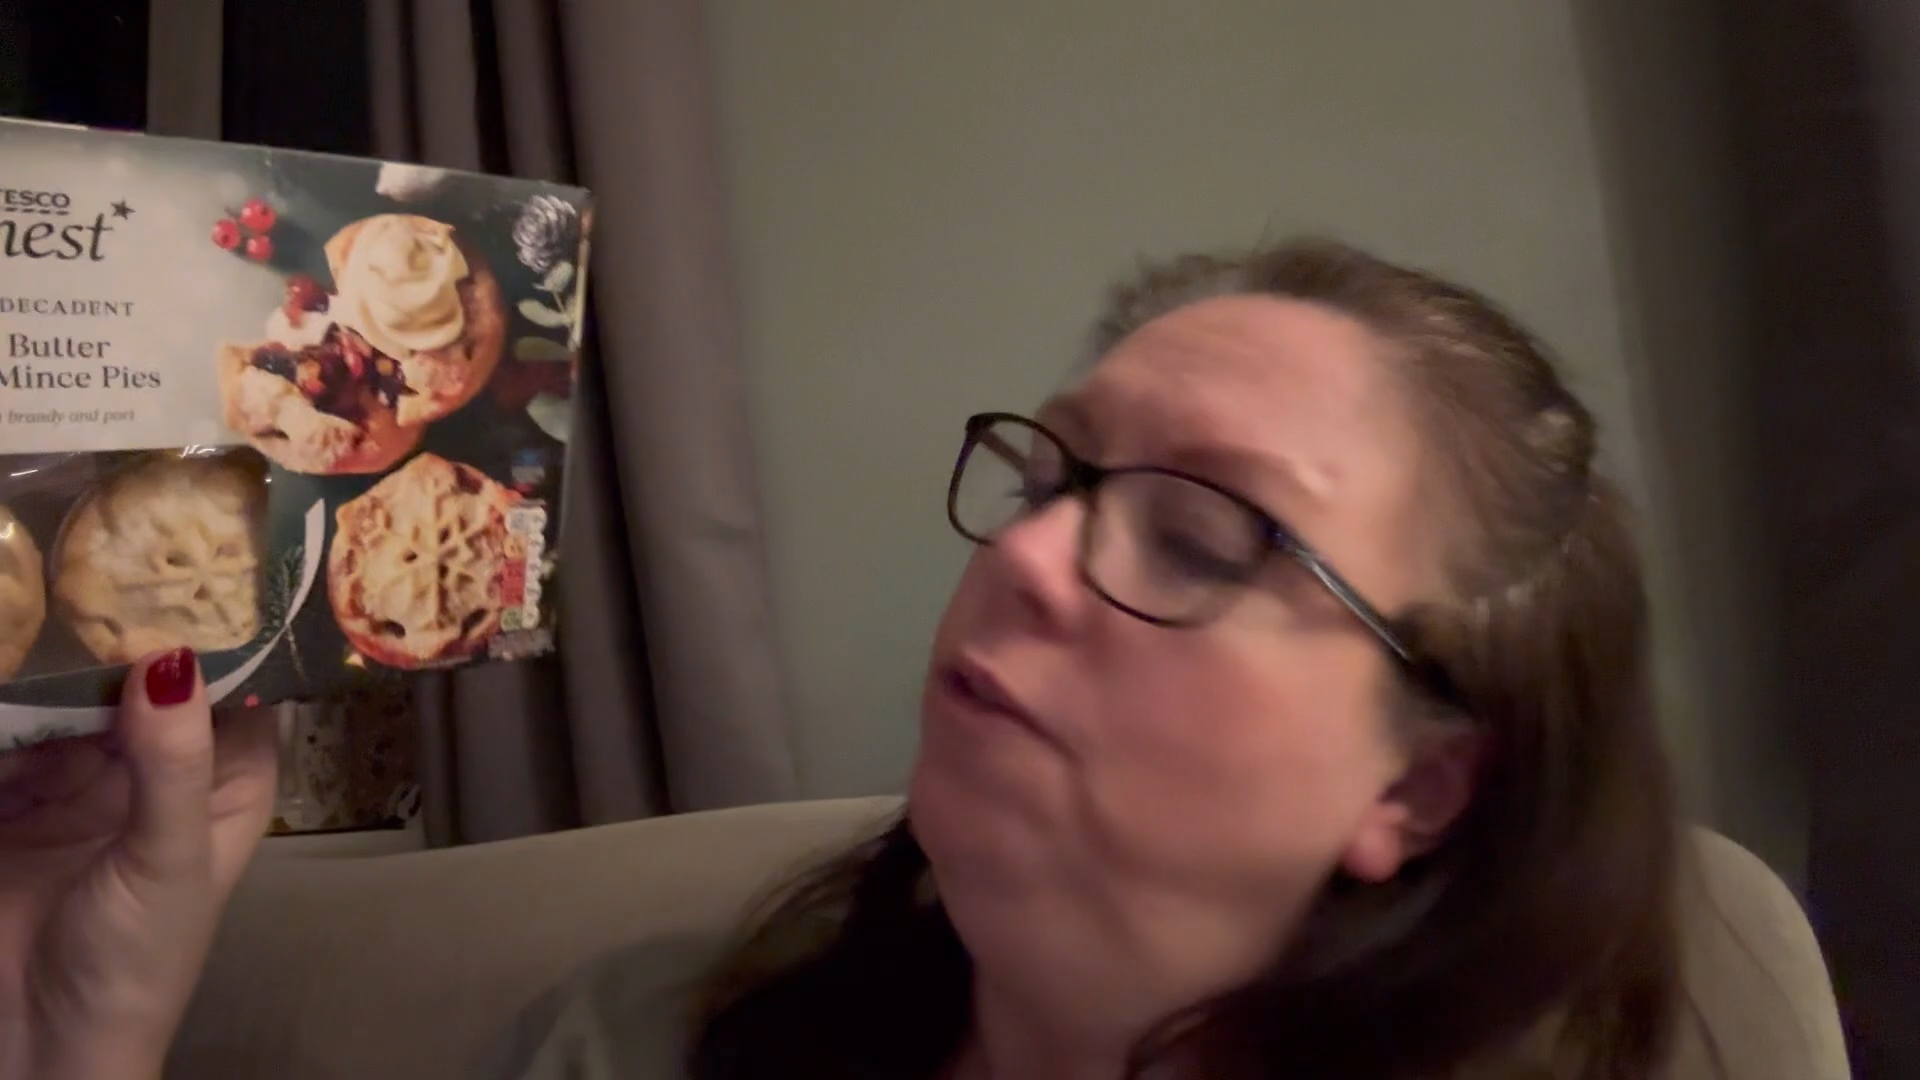 TESCO
nest*
DECADENT
Butter
Mince Pies
brandy and port